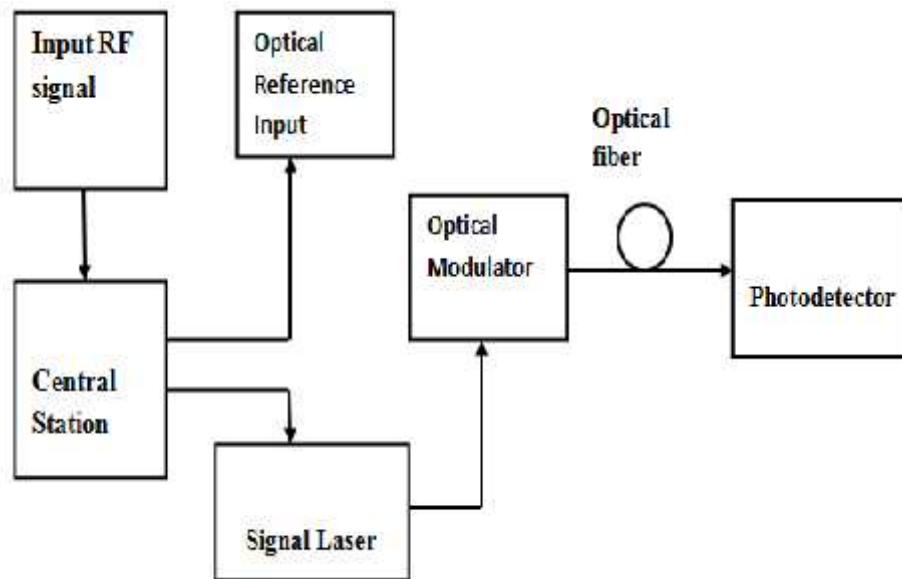 Input RF
signal
Optical
Reference
Input
Optical
fiber
Optical
Modulator
Photodetector
Central
Station
Signal Laser